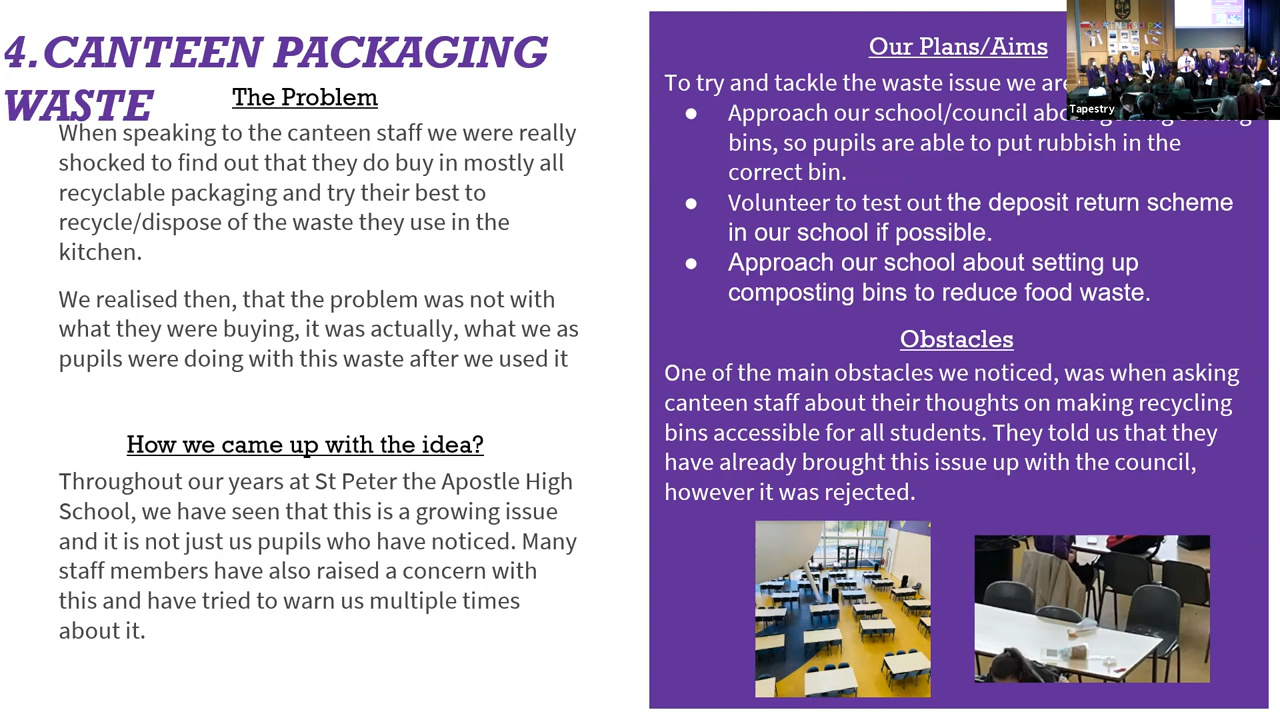 4.CANTEEN PACKAGING
WASTE
The Problem
When speaking to the canteen staff we were really
shocked to find out that they do buy in mostly all
recyclable packaging and try their best to
recycle/dispose of the waste they use in the
kitchen.
We realised then, that the problem was not with
what they were buying, it was actually, what we as
pupils were doing with this waste after we used it
How we came up with the idea?
Throughout our years at St Peter the Apostle High
School, we have seen that this is a growing issue
and it is not just us pupils who have noticed. Many
staff members have also raised a concern with
this and have tried to warn us multiple times
about it.
Our Plans/Aims
To try and tackle the waste issue we are
● Approach our school/council
bins, so pupils are able to put rubbish in the
correct bin.
● Volunteer to test out the deposit return scheme
in our school if possible.
● Approach our school about setting up
composting bins to reduce food waste.
Obstacles
One of the main obstacles we noticed, was when asking
canteen staff about their thoughts on making recycling
bins accessible for all students. They told us that they
have already brought this issue up with the council,
however it was rejected.
Tapestry